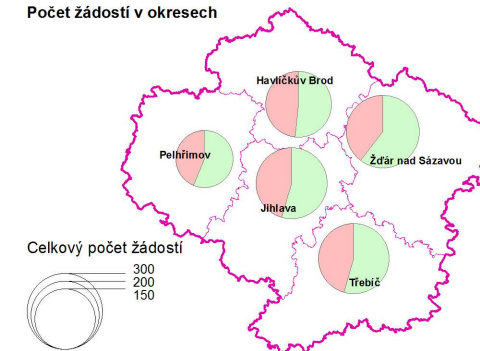 Počet žádostí v okresech
Havlíčkův Brod
Pelhřimov
Žďár nad Sázavou
Jihlava
Třebíč
Celkový počet žádostí
300
200
150